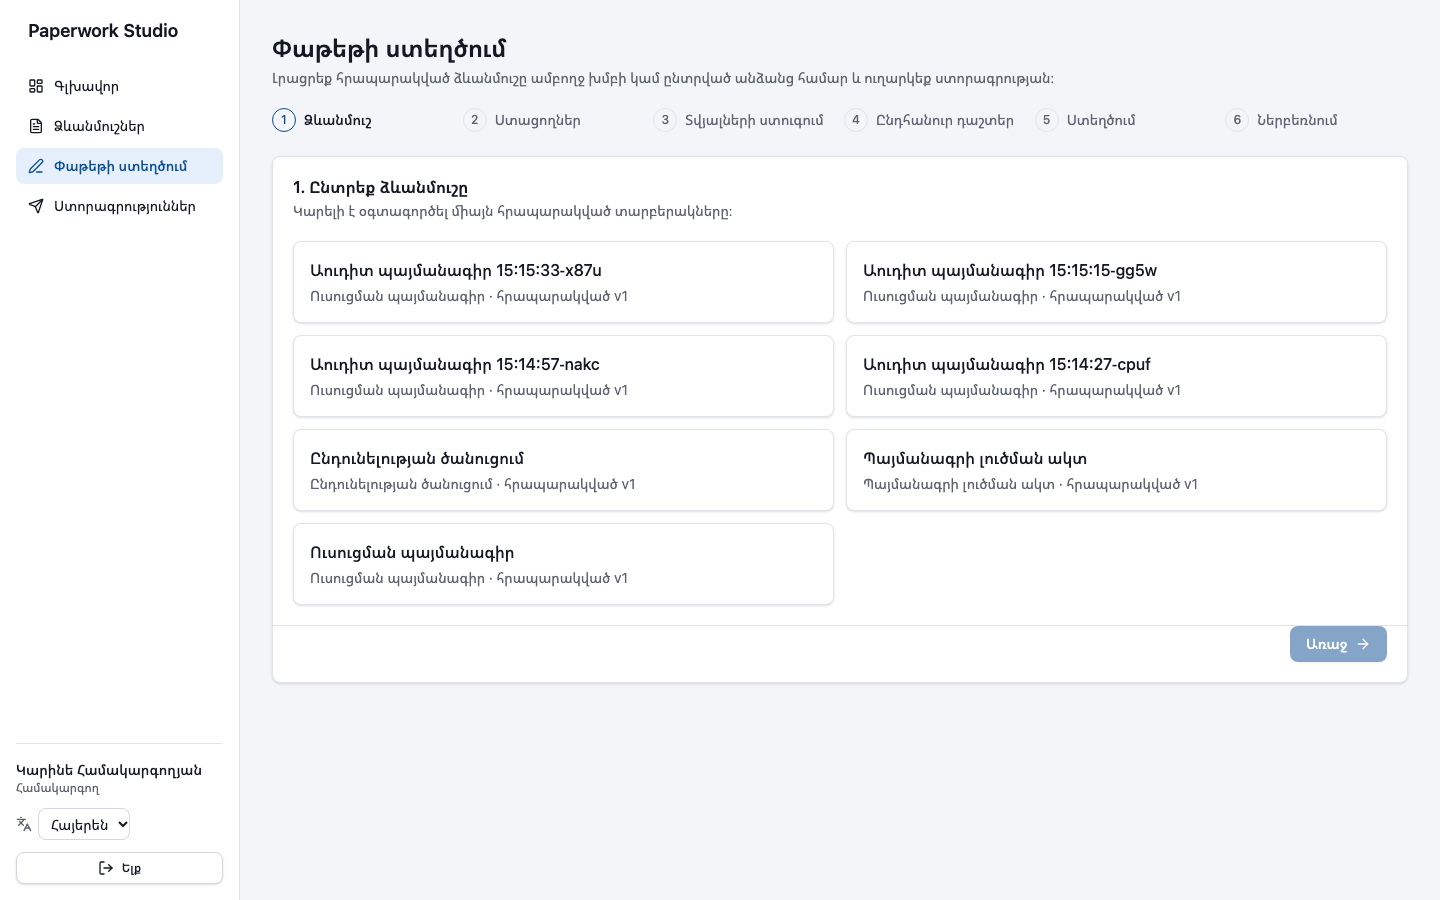 Paperwork Studio
Գլխավոր
Ձևանմուշներ
Փաթեթի ստեղծում
Ստորագրություններ
Կարինե Համակարգողյան
Համակարգող
Հայերեն
Ելք
Փաթեթի ստեղծում
Լրացրեք հրապարակված ձևանմուշը ամբողջ խմբի կամ ընտրված անձանց համար և ուղարկեք ստորագրության։
1 Ձևանմուշ
2 Ստացողներ
3 Տվյալների ստուգում
4 Ընդհանուր դաշտեր
5 Ստեղծում
6 Ներբեռնում
1. Ընտրեք ձևանմուշը
Կարելի է օգտագործել միայն հրապարակված տարբերակները։
Աուդիտ պայմանագիր 15:15:33-x87u
Ուսուցման պայմանագիր · հրապարակված v1
Աուդիտ պայմանագիր 15:15:15-gg5w
Ուսուցման պայմանագիր · հրապարակված v1
Աուդիտ պայմանագիր 15:14:57-nakc
Ուսուցման պայմանագիր · հրապարակված v1
Աուդիտ պայմանագիր 15:14:27-cpuf
Ուսուցման պայմանագիր · հրապարակված v1
Ընդունելության ծանուցում
Ընդունելության ծանուցում · հրապարակված v1
Պայմանագրի լուծման ակտ
Պայմանագրի լուծման ակտ · հրապարակված v1
Ուսուցման պայմանագիր
Ուսուցման պայմանագիր · հրապարակված v1
Առաջ